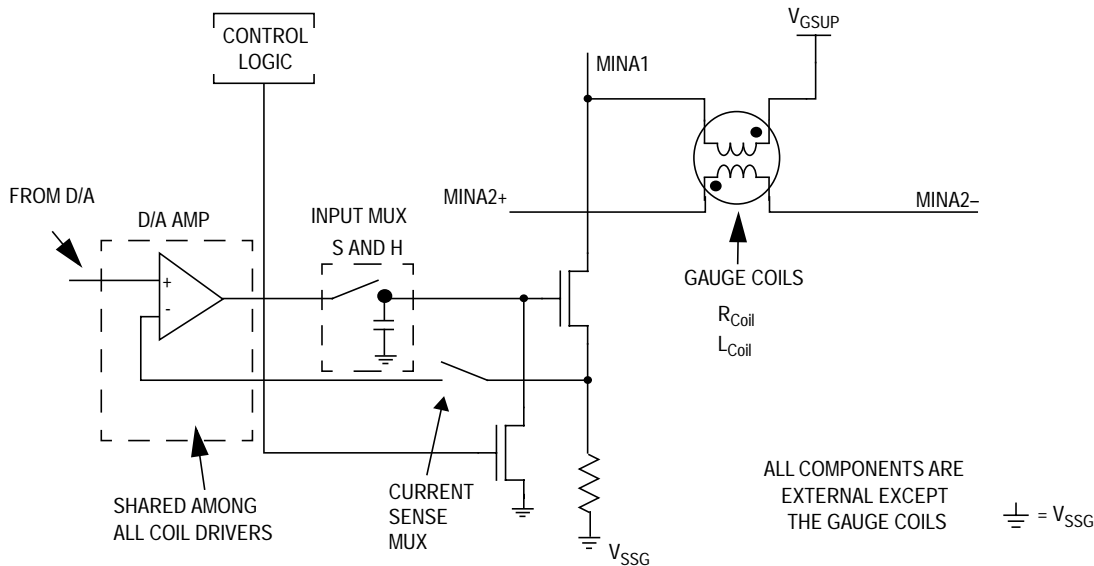 CONTROL
LOGIC
V_GSUP
MINA1
FROM D/A
D/A AMP
INPUT MUX
S AND H
MINA2+
MINA2–
+
-
GAUGE COILS
R_Coil
L_Coil
SHARED AMONG
ALL COIL DRIVERS
CURRENT
SENSE
MUX
V_SSG
ALL COMPONENTS ARE
EXTERNAL EXCEPT
THE GAUGE COILS
= V_SSG